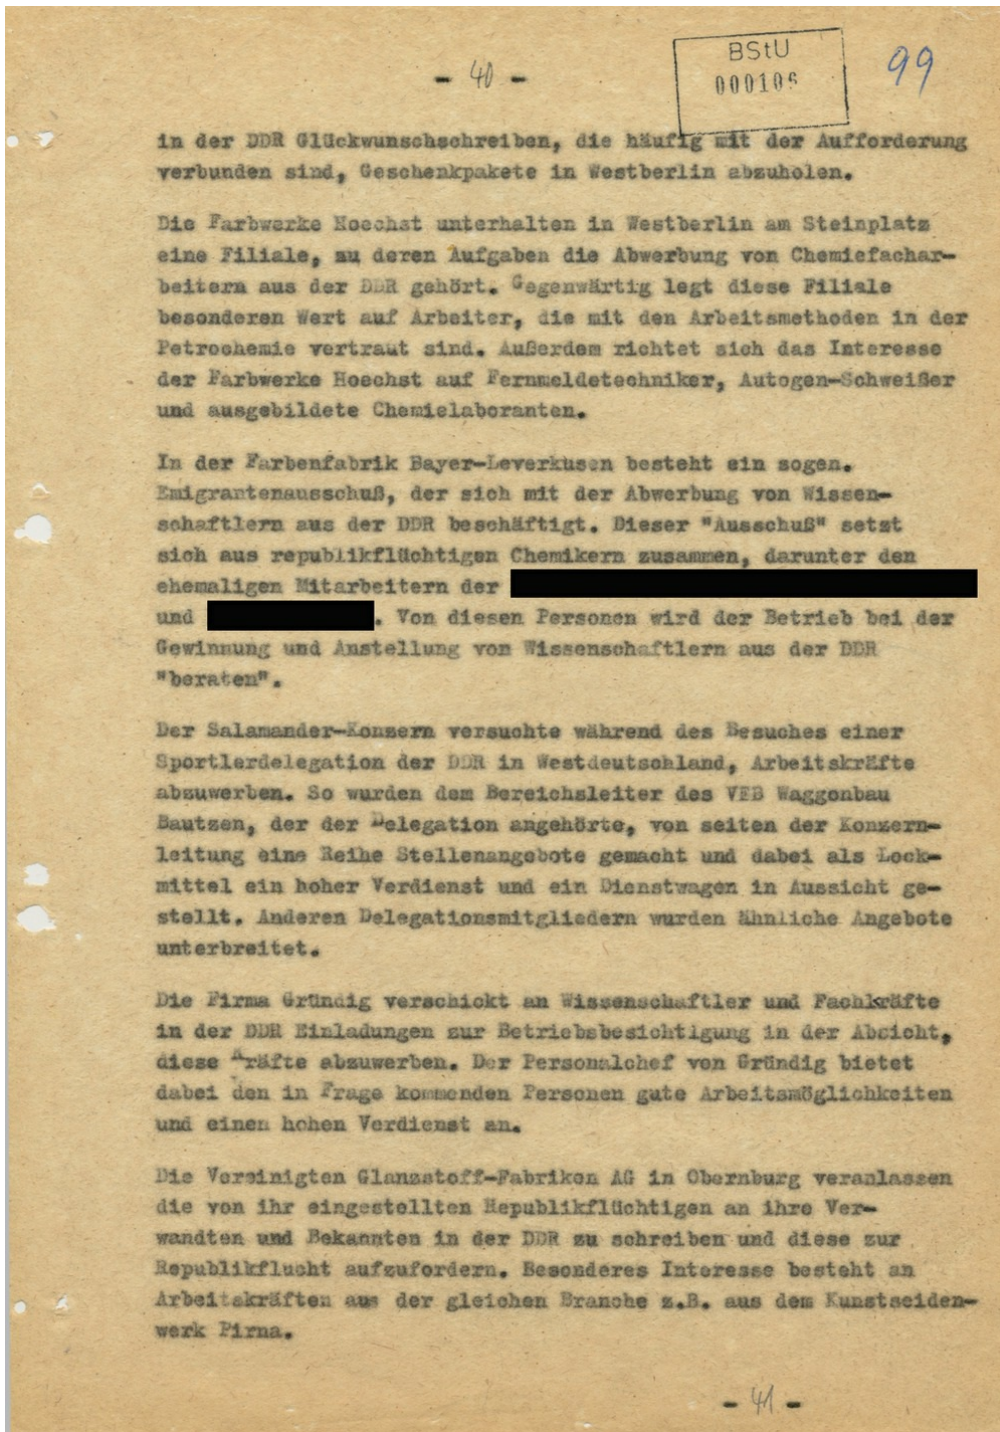 - 40 -
BStU
000106
99
in der DDR Glückwunschschreiben, die häufig mit der Aufforderung
verbunden sind, Geschenkpakete in Westberlin abzuholen.
Die Farbwerke Hoechst unterhalten in Westberlin am Steinplatz
eine Filiale, zu deren Aufgaben die Abwerbung von Chemiefachar-
beitern aus der DDR gehört. Gegenwärtig legt diese Filiale
besonderen Wert auf Arbeiter, die mit den Arbeitsmethoden in der
Petrochemie vertraut sind. Außerdem richtet sich das Interesse
der Farbwerke Hoechst auf Fernmeldetechniker, Autogen-Schweißer
und ausgebildete Chemielaboranten.
In der Farbenfabrik Bayer-Leverkusen besteht ein sogen.
Emigrantenausschuß, der sich mit der Abwerbung von Wissen-
schaftlern aus der DDR beschäftigt. Dieser "Ausschuß" setzt
sich aus republikflüchtigen Chemikern zusammen, darunter den
ehemaligen Mitarbeitern der
und . Von diesen Personen wird der Betrieb bei der
Gewinnung und Anstellung von Wissenschaftlern aus der DDR
"beraten".
Der Salamander-Konzern versuchte während des Besuches einer
Sportlerdelegation der DDR in Westdeutschland, Arbeitskräfte
abzuwerben. So wurden dem Bereichsleiter des VEB Waggonbau
Bautzen, der der Delegation angehörte, von seiten der Konzern-
leitung eine Reihe Stellenangebote gemacht und dabei als Lock-
mittel ein hoher Verdienst und ein Dienstwagen in Aussicht ge-
stellt. Anderen Delegationsmitgliedern wurden ähnliche Angebote
unterbreitet.
Die Firma Gründig verschickt an Wissenschaftler und Fachkräfte
in der DDR Einladungen zur Betriebsbesichtigung in der Absicht,
diese Kräfte abzuwerben. Der Personalchef von Gründig bietet
dabei den in Frage kommenden Personen gute Arbeitsmöglichkeiten
und einen hohen Verdienst an.
Die Vereinigten Glanzstoff-Fabriken AG in Obernburg veranlassen
die von ihr eingestellten Republikflüchtigen an ihre Ver-
wandten und Bekannten in der DDR zu schreiben und diese zur
Republikflucht aufzufordern. Besonderes Interesse besteht an
Arbeitskräften aus der gleichen Branche z.B. aus dem Kunstseiden-
werk Pirna.
- 41 -